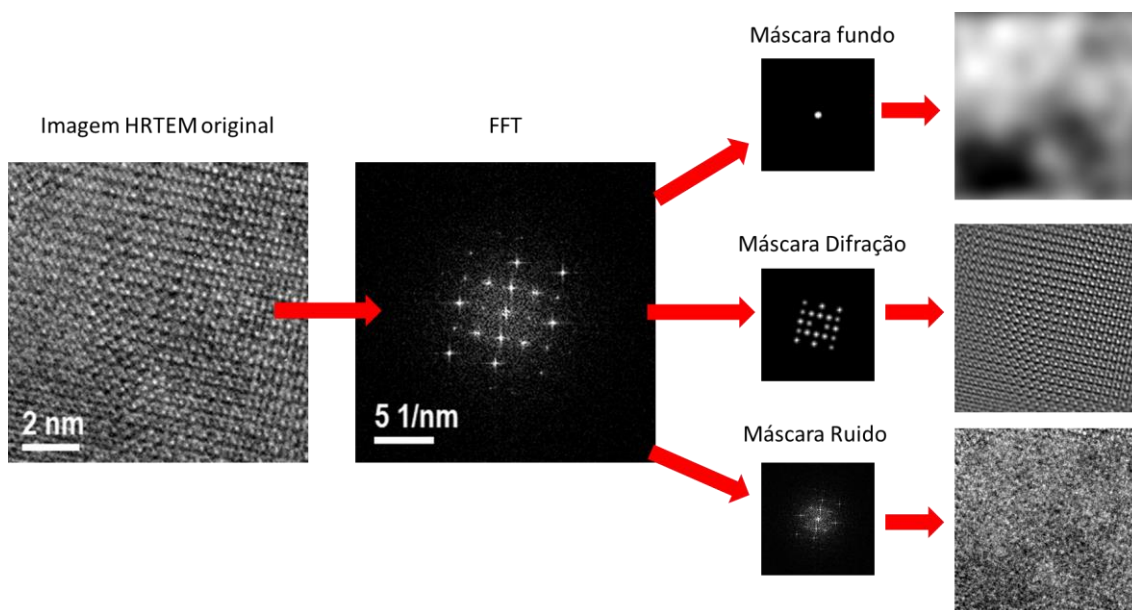 Máscara fundo
Imagem HRTEM original
FFT
Máscara Difração
2 nm
5 1/nm
Máscara Ruido